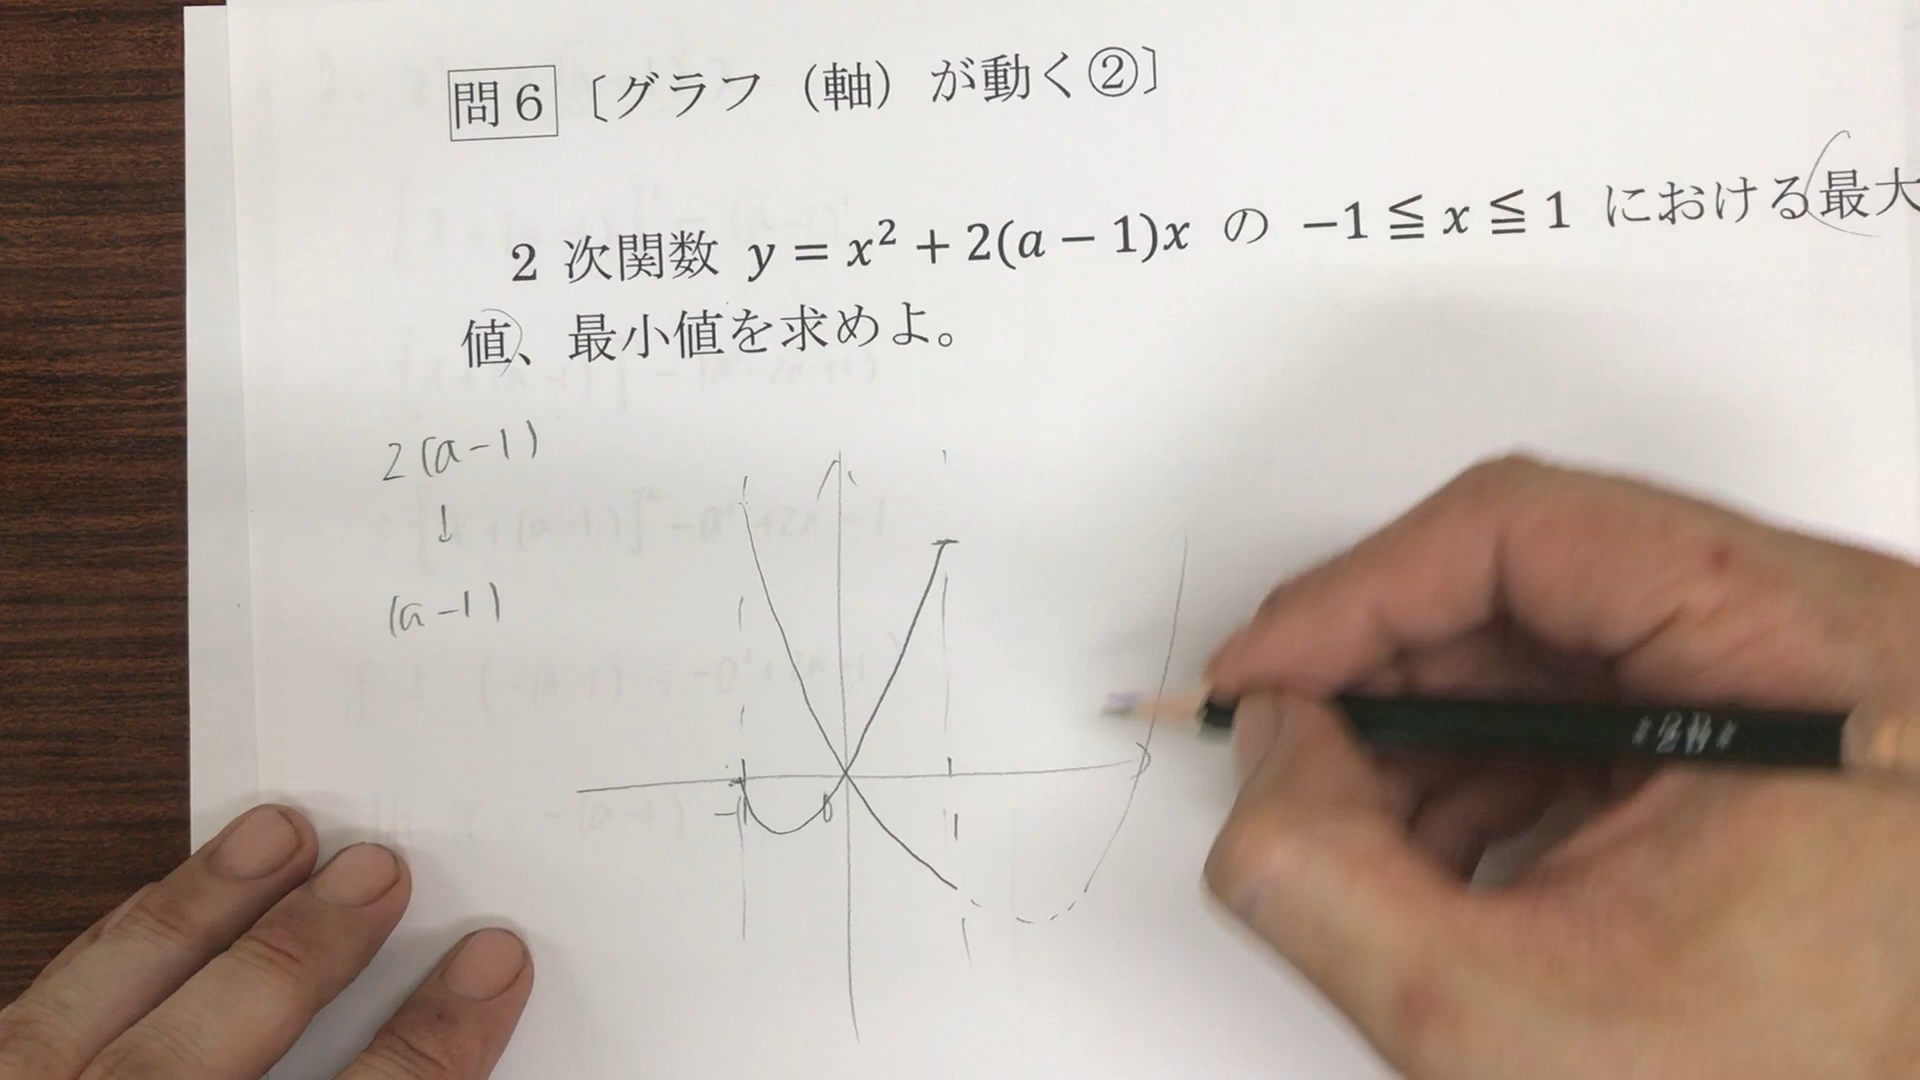 問6〔グラフ（軸）が動く②〕
2次関数 y = x² + 2(a − 1)x の −1 ≦ x ≦ 1 における最大
値、最小値を求めよ。
2(a-1)
↓
(a-1)
-1 0 1
2B